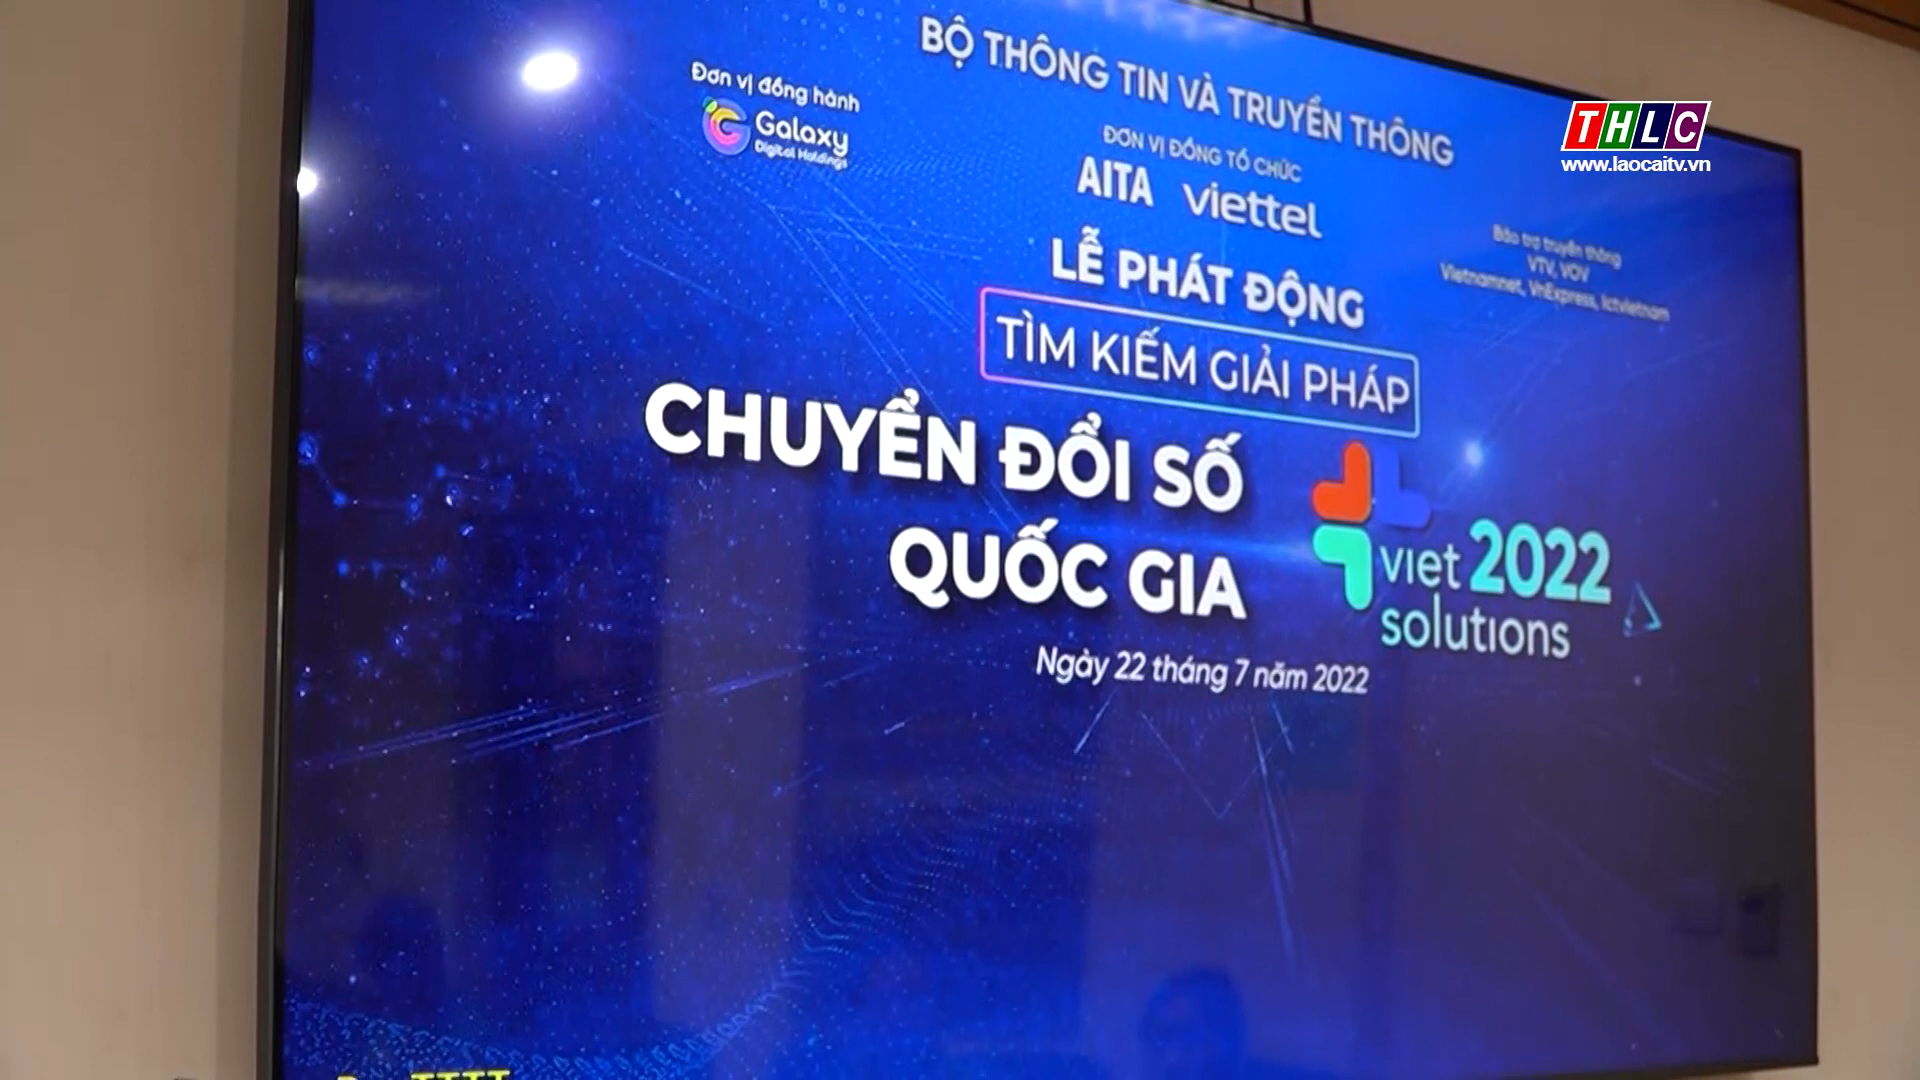 BỘ THÔNG TIN VÀ TRUYỀN THÔNG
Đơn vị đồng hành
Galaxy
Digital Holdings
ĐƠN VỊ ĐỒNG TỔ CHỨC
AITA viettel
THLC
www.laocaitv.vn
Bảo trợ truyền thông
VTV, VOV
Vietnamnet, VnExpress, Ictvietnam
LỄ PHÁT ĐỘNG
TÌM KIẾM GIẢI PHÁP
CHUYỂN ĐỔI SỐ
QUỐC GIA
viet 2022
solutions
Ngày 22 tháng 7 năm 2022